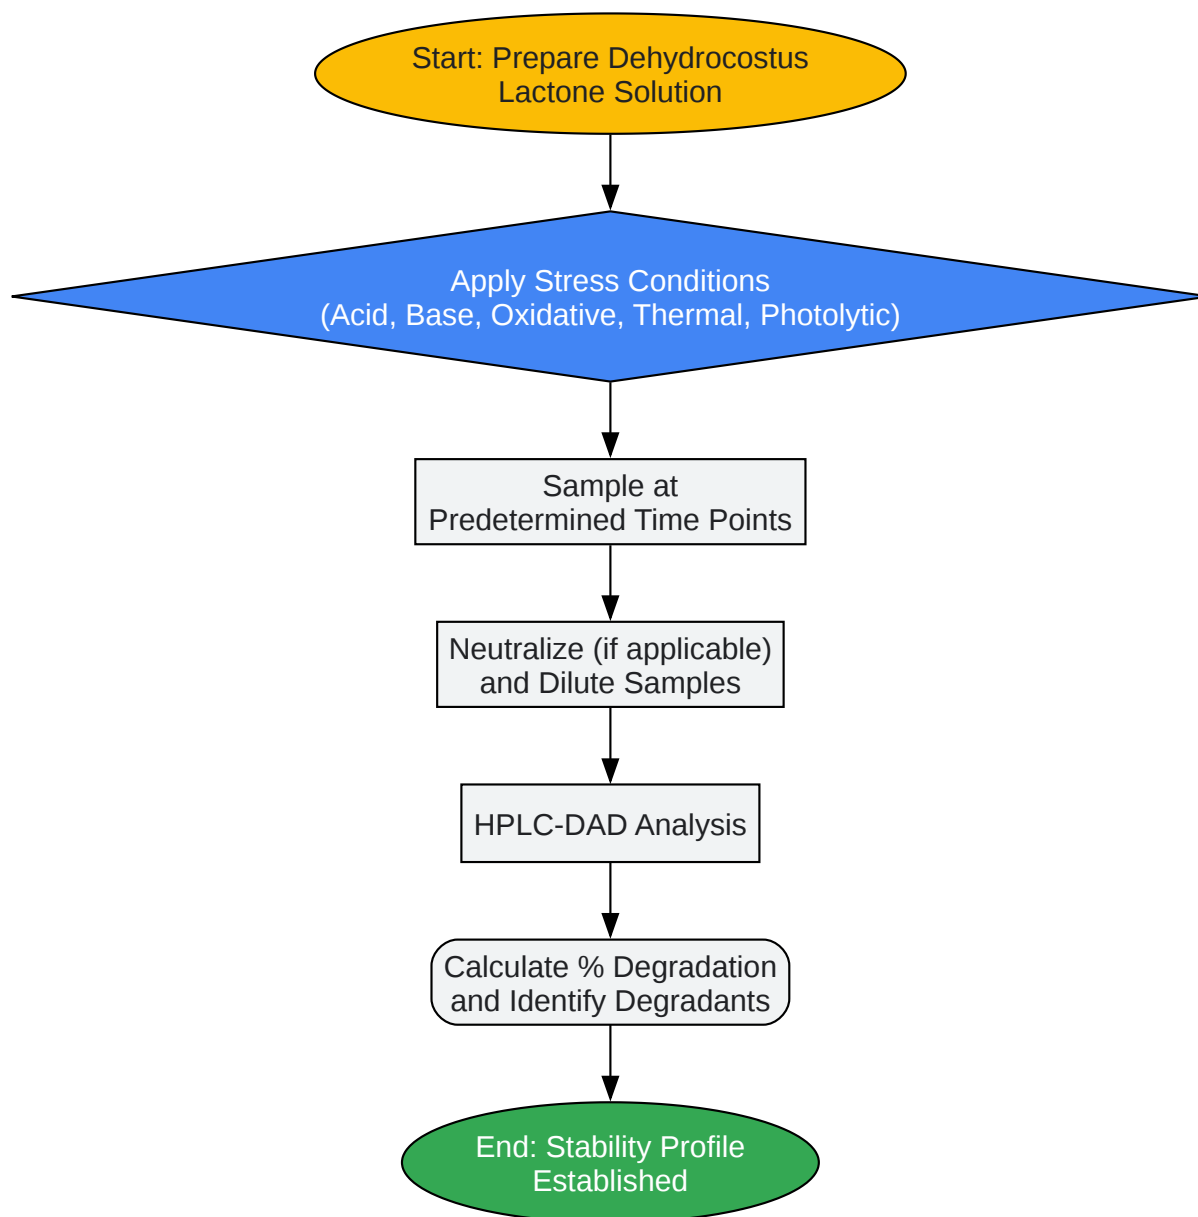 Start: Prepare Dehydrocostus
Lactone Solution
Apply Stress Conditions
(Acid, Base, Oxidative, Thermal, Photolytic)
Sample at
Predetermined Time Points
Neutralize (if applicable)
and Dilute Samples
HPLC-DAD Analysis
Calculate % Degradation
and Identify Degradants
End: Stability Profile
Established